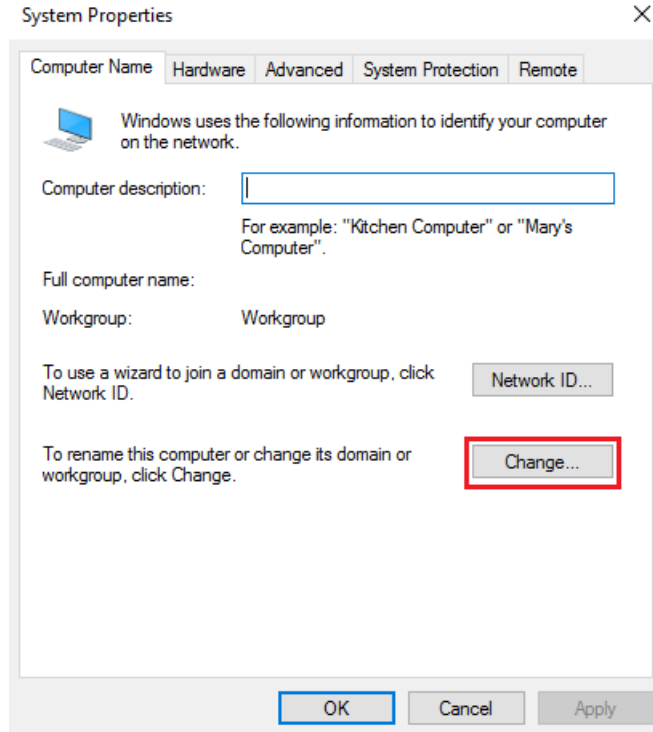 System Properties
Computer Name Hardware Advanced System Protection Remote
Windows uses the following information to identify your computer
on the network.
Computer description:
For example: "Kitchen Computer" or "Mary's
Computer".
Full computer name:
Workgroup: Workgroup
To use a wizard to join a domain or workgroup, click
Network ID.
Network ID...
To rename this computer or change its domain or
workgroup, click Change.
Change...
OK Cancel Apply